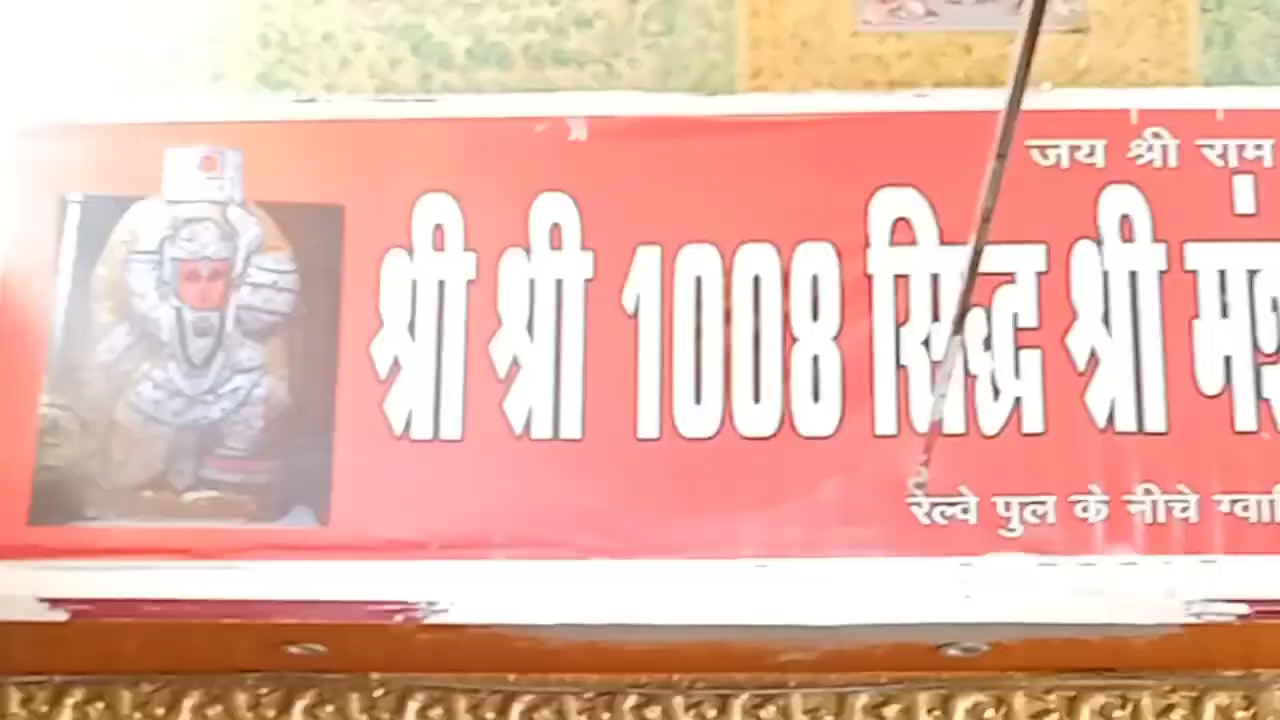 जय श्री राम
श्री श्री 1008 सिद्ध श्री
रेल्वे पुल के नीचे